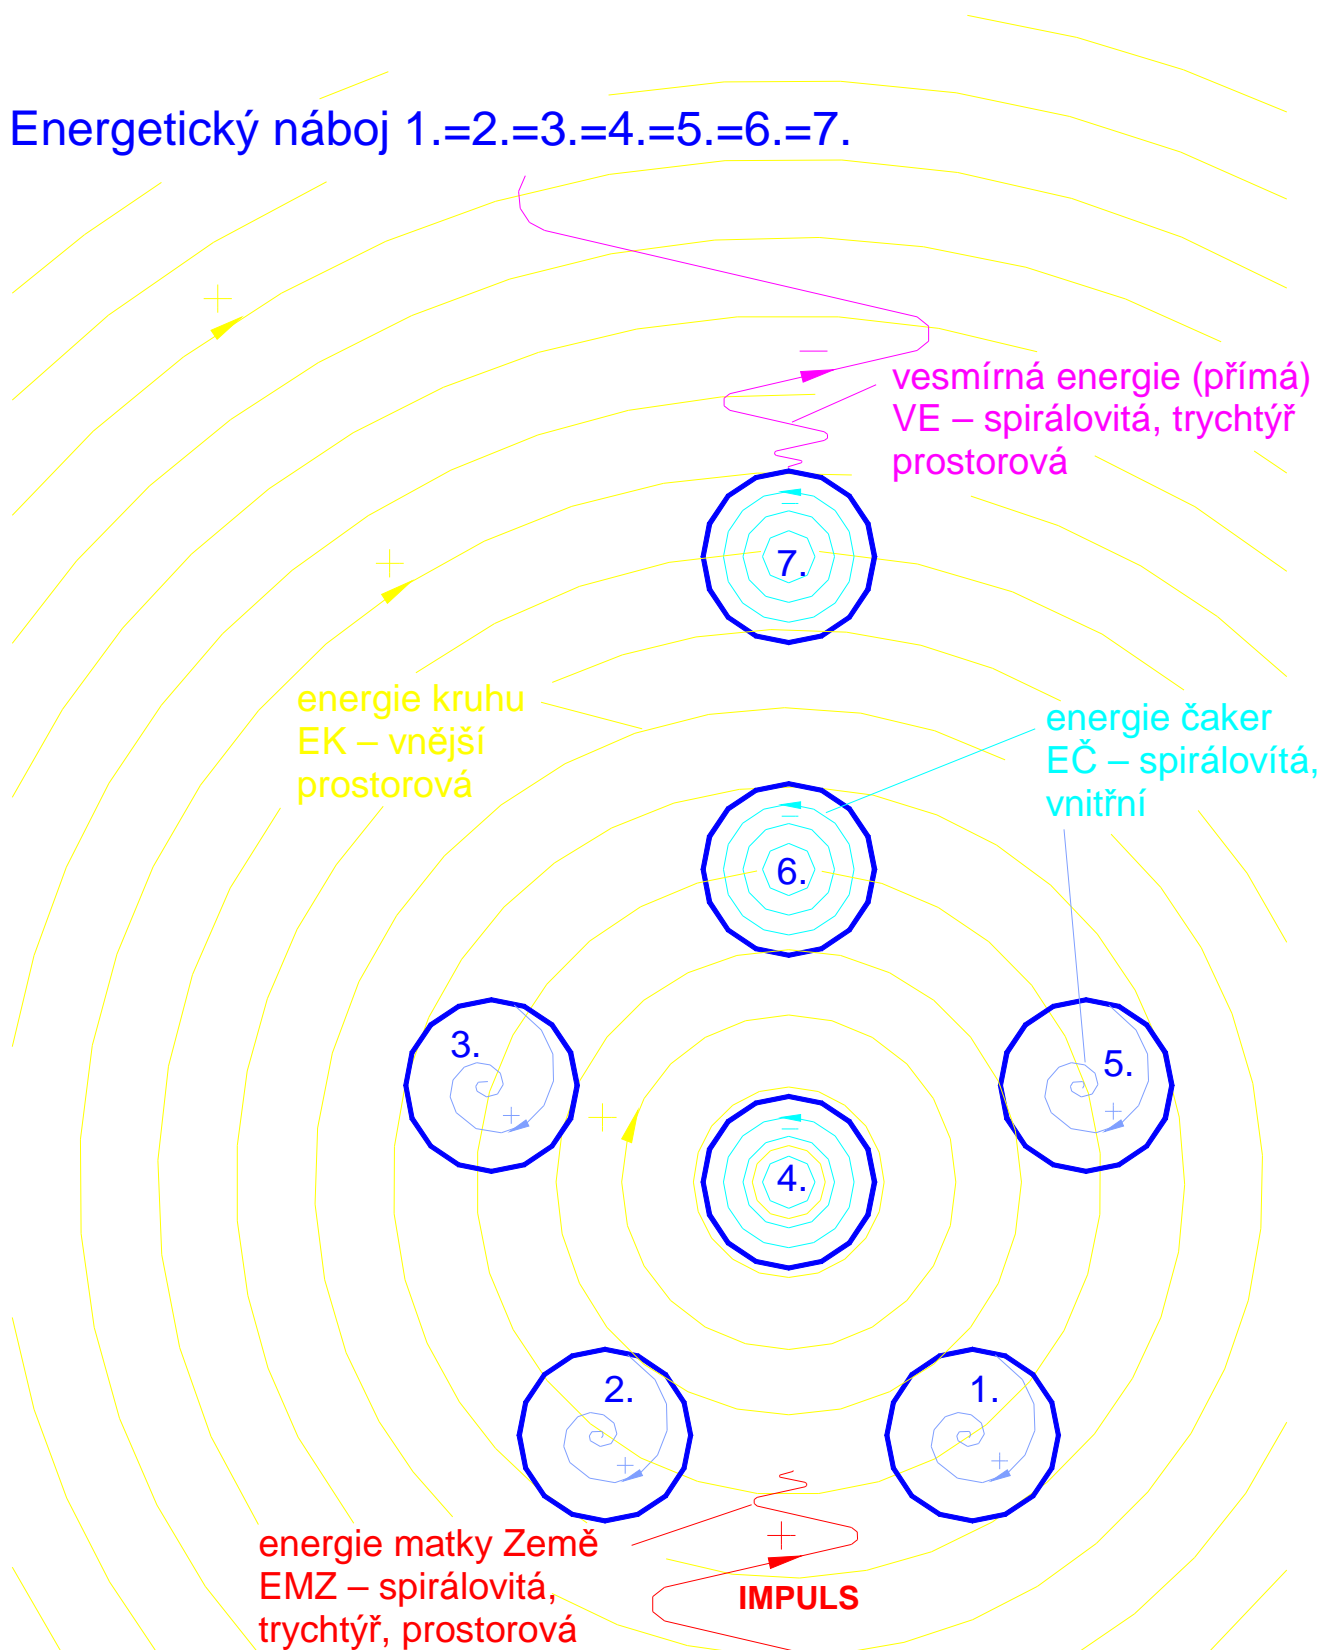 Energetický náboj 1.=2.=3.=4.=5.=6.=7.
+
–
vesmírná energie (přímá)
VE – spirálovitá, trychtýř
prostorová
–
7.
+
energie kruhu
EK – vnější
prostorová
energie čaker
EČ – spirálovítá,
vnitřní
–
6.
3.
+
5.
+
+
–
4.
2.
+
1.
+
energie matky Země
EMZ – spirálovitá,
trychtýř, prostorová
+
IMPULS